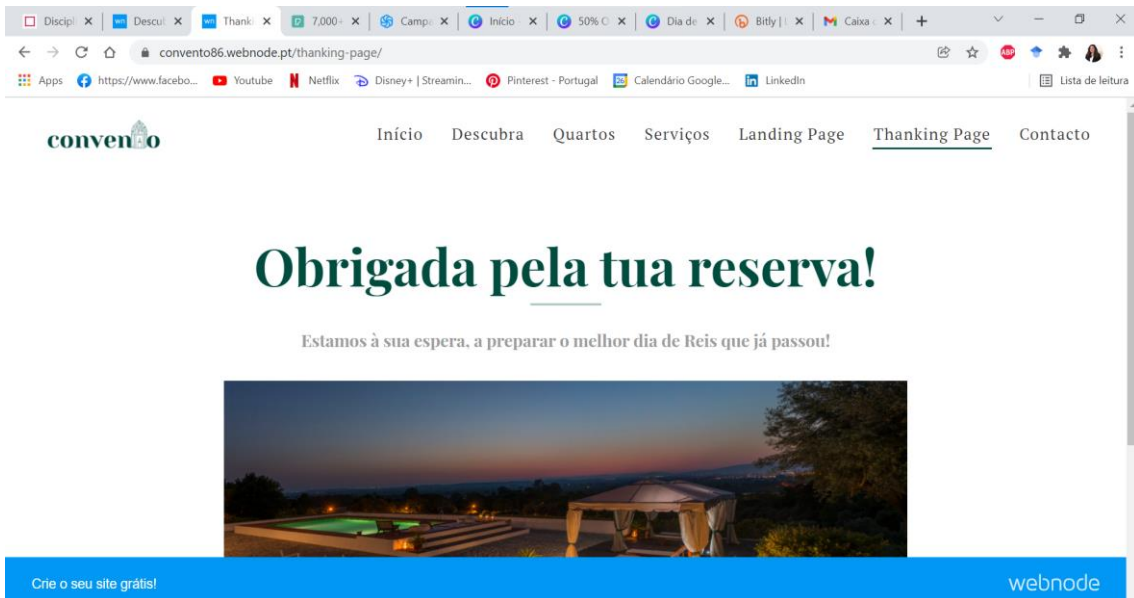 Discipl
Descul
Thanki
7,000+
Campa
Início
50% O
Dia de
Bitly | L
Caixa
convento86.webnode.pt/thanking-page/
ABP
Apps
https://www.facebo...
Youtube
Netflix
Disney+ | Streamin...
Pinterest - Portugal
Calendário Google...
LinkedIn
Lista de leitura
convento
Início
Descubra
Quartos
Serviços
Landing Page
Thanking Page
Contacto
Obrigada pela tua reserva!
Estamos à sua espera, a preparar o melhor dia de Reis que já passou!
Crie o seu site grátis!
webnode